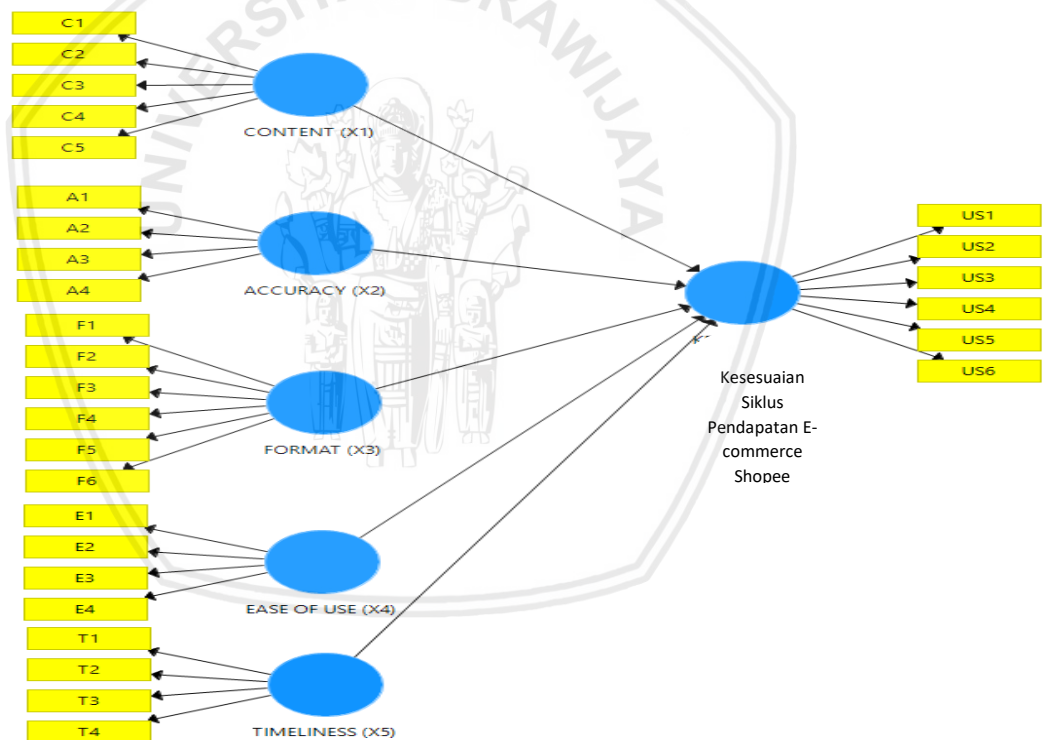 UNIVERSITAS BRAWIJAYA
C1
C2
C3
C4
C5
CONTENT (X1)
A1
A2
A3
A4
ACCURACY (X2)
F1
F2
F3
F4
F5
F6
FORMAT (X3)
E1
E2
E3
E4
EASE OF USE (X4)
T1
T2
T3
T4
TIMELINESS (X5)
Kesesuaian
Siklus
Pendapatan E-
commerce
Shopee
US1
US2
US3
US4
US5
US6